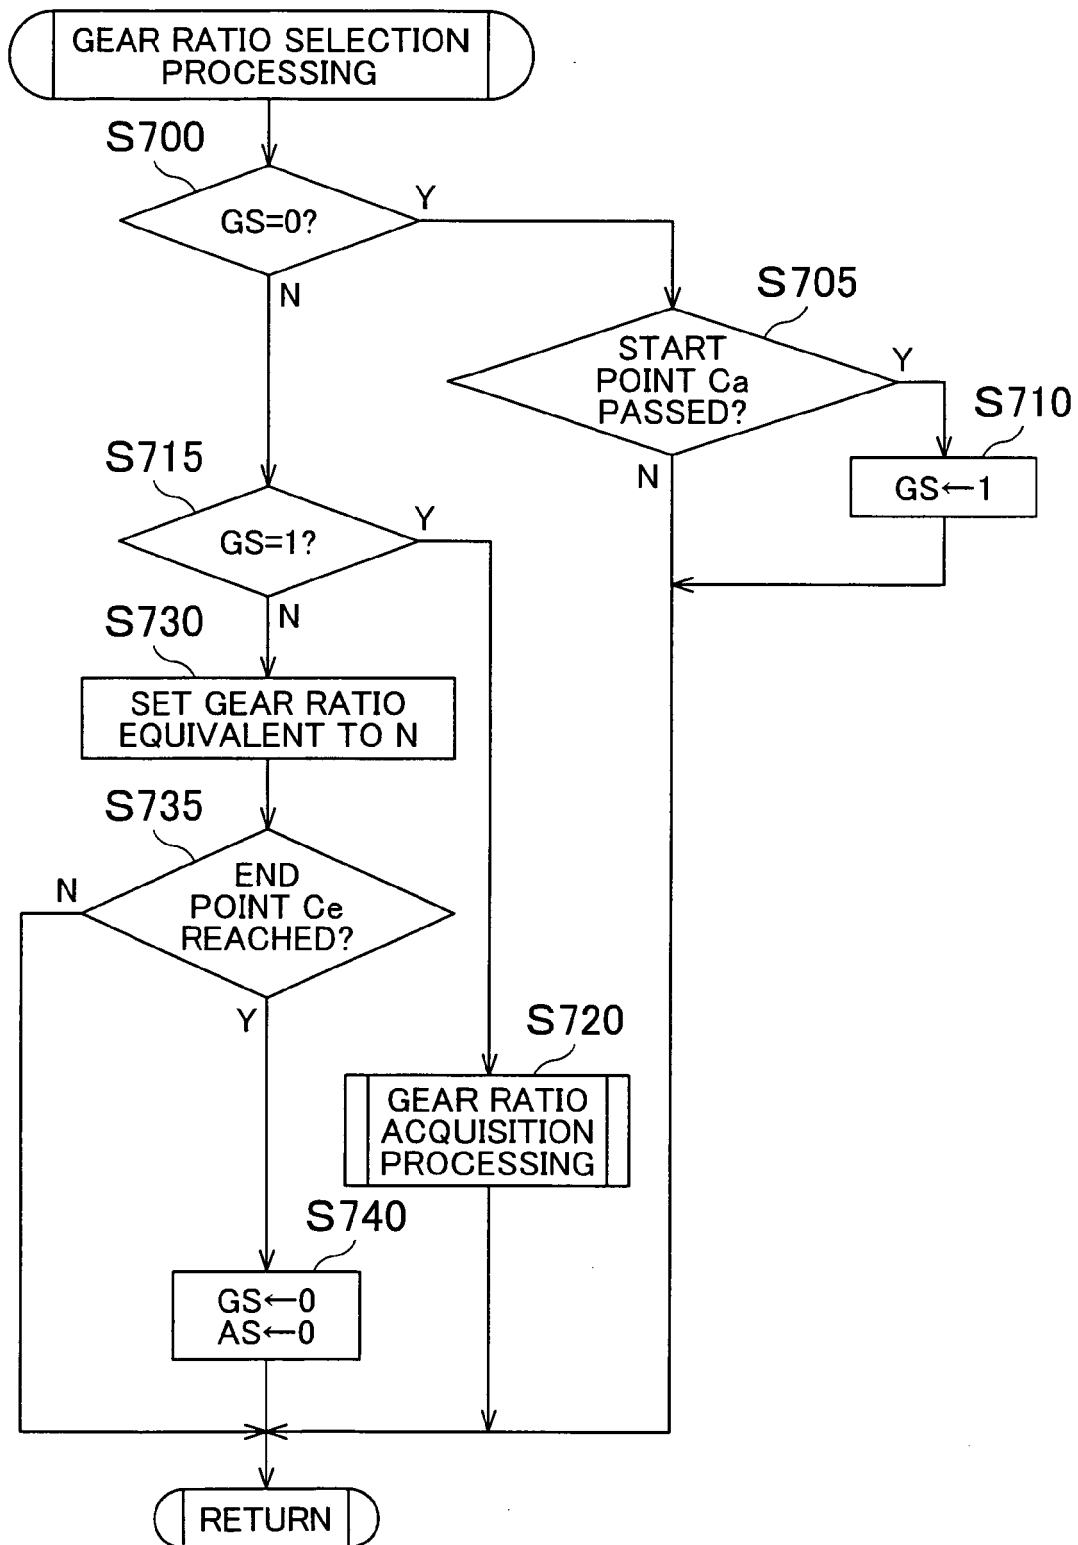 GEAR RATIO SELECTION
PROCESSING
S700
GS=0?
Y
N
S705
START
POINT Ca
PASSED?
Y
N
S710
GS←1
S715
GS=1?
Y
N
S730
SET GEAR RATIO
EQUIVALENT TO N
S735
END
POINT Ce
REACHED?
N
Y
S720
GEAR RATIO
ACQUISITION
PROCESSING
S740
GS←0
AS←0
RETURN